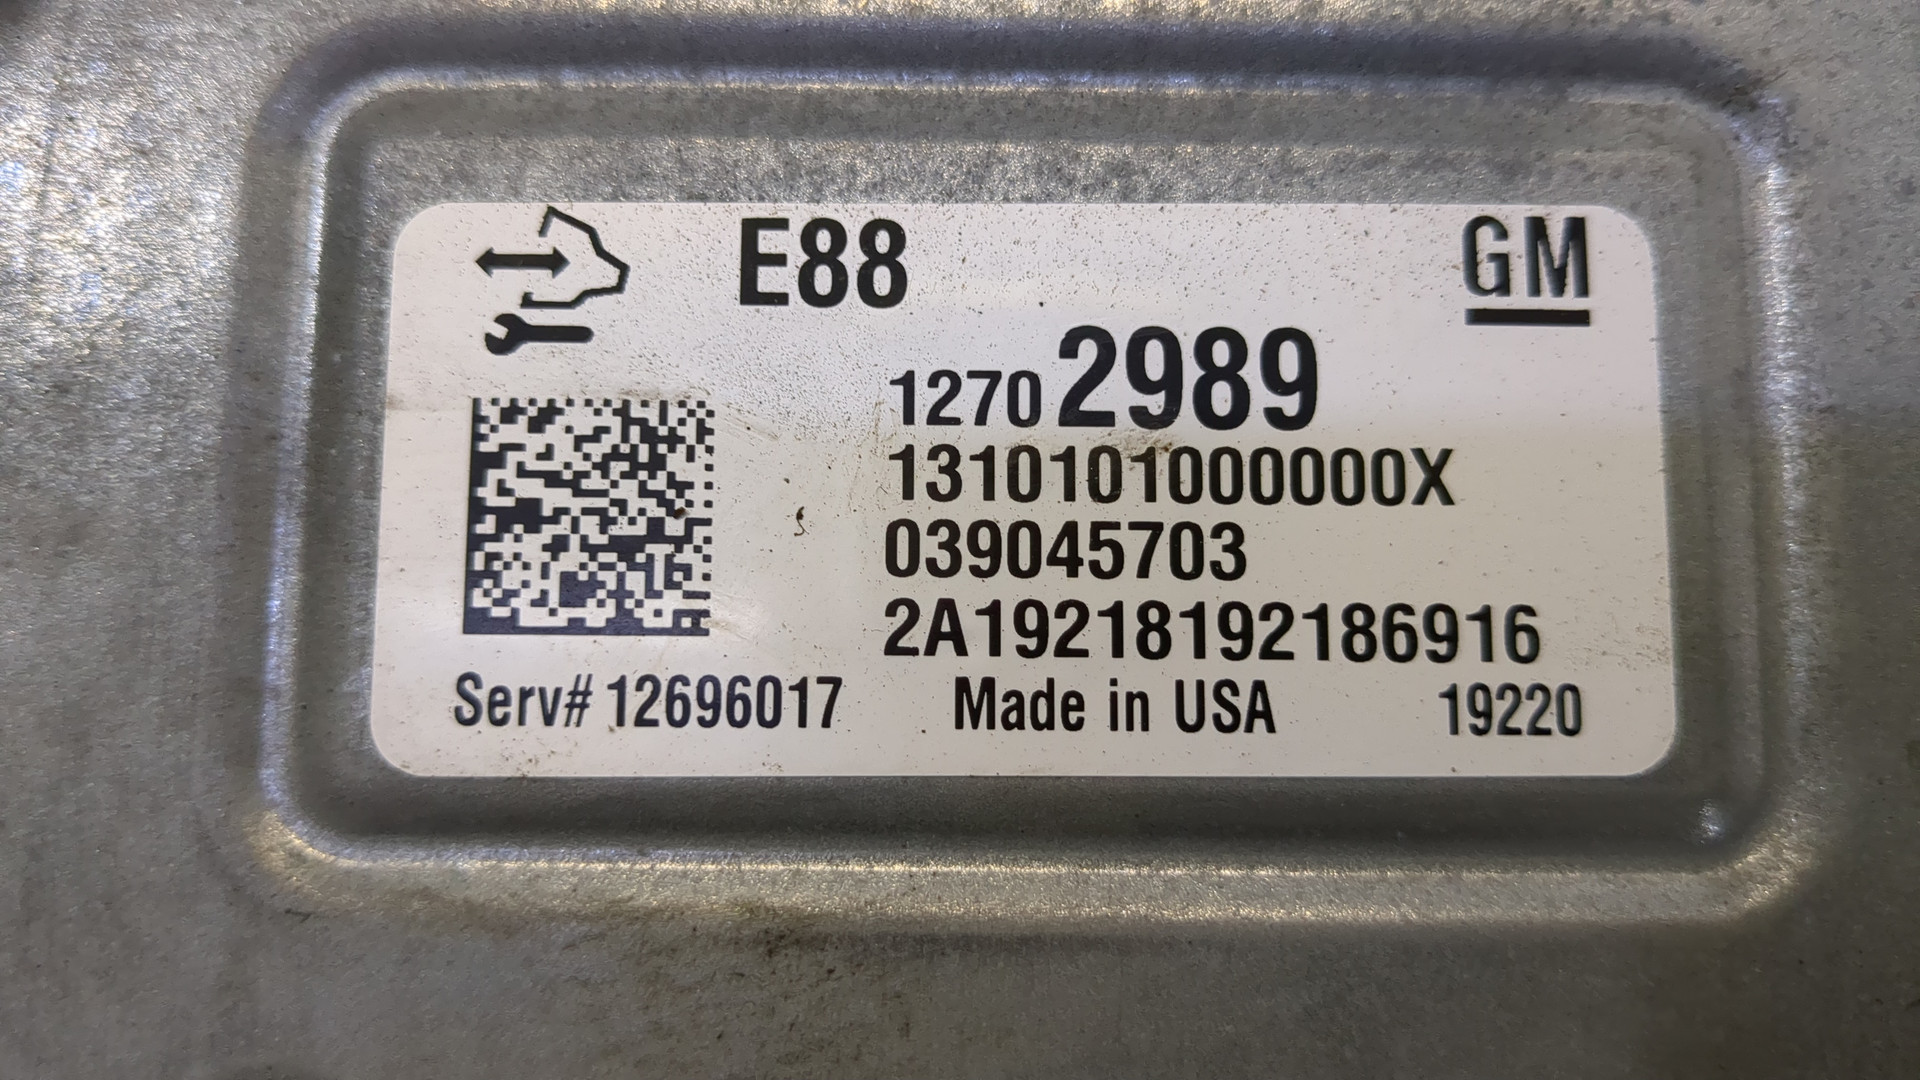 E88 GM
1270 2989
1310101000000X
039045703
2A19218192186916
Serv# 12696017 Made in USA 19220